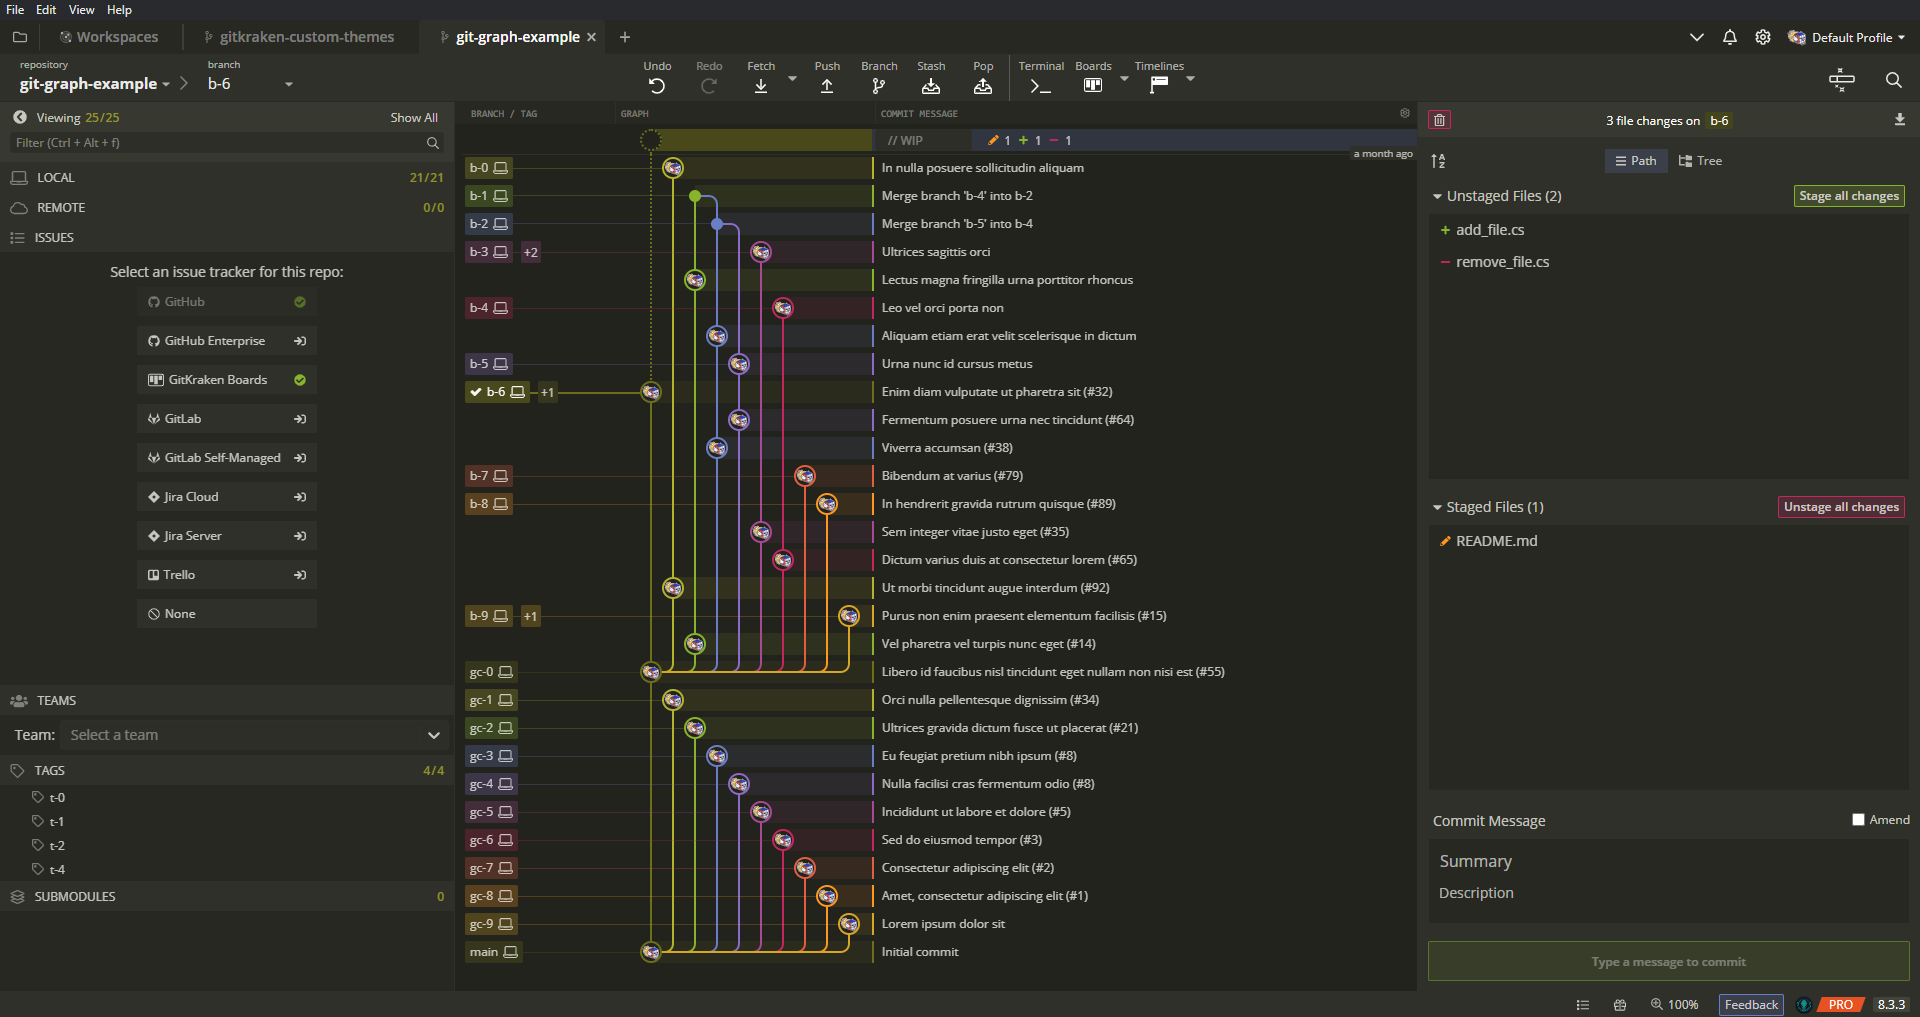 File Edit View Help
Workspaces gitkraken-custom-themes git-graph-example
Default Profile
repository branch
git-graph-example b-6
Undo Redo Fetch Push Branch Stash Pop Terminal Boards Timelines
Viewing 25/25 Show All
Filter (Ctrl + Alt + f)
LOCAL 21/21
REMOTE 0/0
ISSUES
Select an issue tracker for this repo:
GitHub
GitHub Enterprise
GitKraken Boards
GitLab
GitLab Self-Managed
Jira Cloud
Jira Server
Trello
None
TEAMS
Team: Select a team
TAGS 4/4
t-0
t-1
t-2
t-4
SUBMODULES 0
BRANCH / TAG GRAPH COMMIT MESSAGE
// WIP 1 + 1 − 1
a month ago
b-0 In nulla posuere sollicitudin aliquam
b-1 Merge branch 'b-4' into b-2
b-2 Merge branch 'b-5' into b-4
b-3 +2 Ultrices sagittis orci
Lectus magna fringilla urna porttitor rhoncus
b-4 Leo vel orci porta non
Aliquam etiam erat velit scelerisque in dictum
b-5 Urna nunc id cursus metus
b-6 +1 Enim diam vulputate ut pharetra sit (#32)
Fermentum posuere urna nec tincidunt (#64)
Viverra accumsan (#38)
b-7 Bibendum at varius (#79)
b-8 In hendrerit gravida rutrum quisque (#89)
Sem integer vitae justo eget (#35)
Dictum varius duis at consectetur lorem (#65)
Ut morbi tincidunt augue interdum (#92)
b-9 +1 Purus non enim praesent elementum facilisis (#15)
Vel pharetra vel turpis nunc eget (#14)
gc-0 Libero id faucibus nisl tincidunt eget nullam non nisi est (#55)
gc-1 Orci nulla pellentesque dignissim (#34)
gc-2 Ultrices gravida dictum fusce ut placerat (#21)
gc-3 Eu feugiat pretium nibh ipsum (#8)
gc-4 Nulla facilisi cras fermentum odio (#8)
gc-5 Incididunt ut labore et dolore (#5)
gc-6 Sed do eiusmod tempor (#3)
gc-7 Consectetur adipiscing elit (#2)
gc-8 Amet, consectetur adipiscing elit (#1)
gc-9 Lorem ipsum dolor sit
main Initial commit
3 file changes on b-6
Path Tree
Unstaged Files (2) Stage all changes
+ add_file.cs
− remove_file.cs
Staged Files (1) Unstage all changes
README.md
Commit Message Amend
Summary
Description
Type a message to commit
100% Feedback PRO 8.3.3